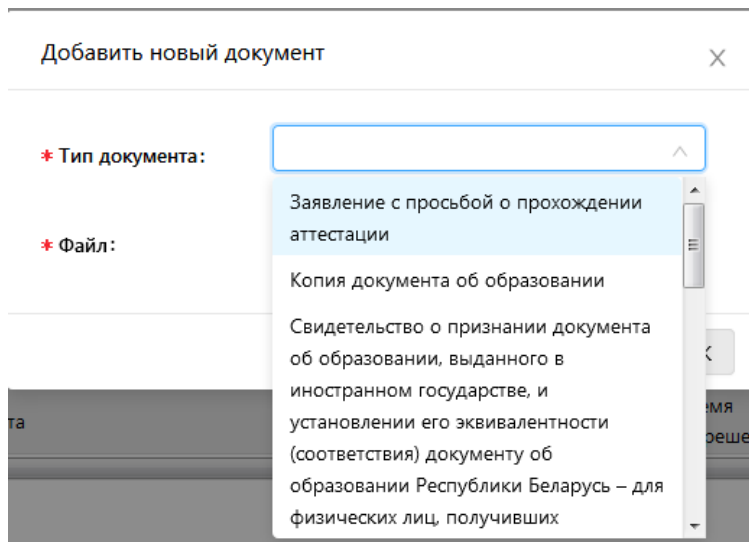 Добавить новый документ
* Тип документа:
Заявление с просьбой о прохождении
аттестации
* Файл:
Копия документа об образовании
Свидетельство о признании документа
об образовании, выданного в
иностранном государстве, и
установлении его эквивалентности
(соответствия) документу об
образовании Республики Беларусь – для
физических лиц, получивших